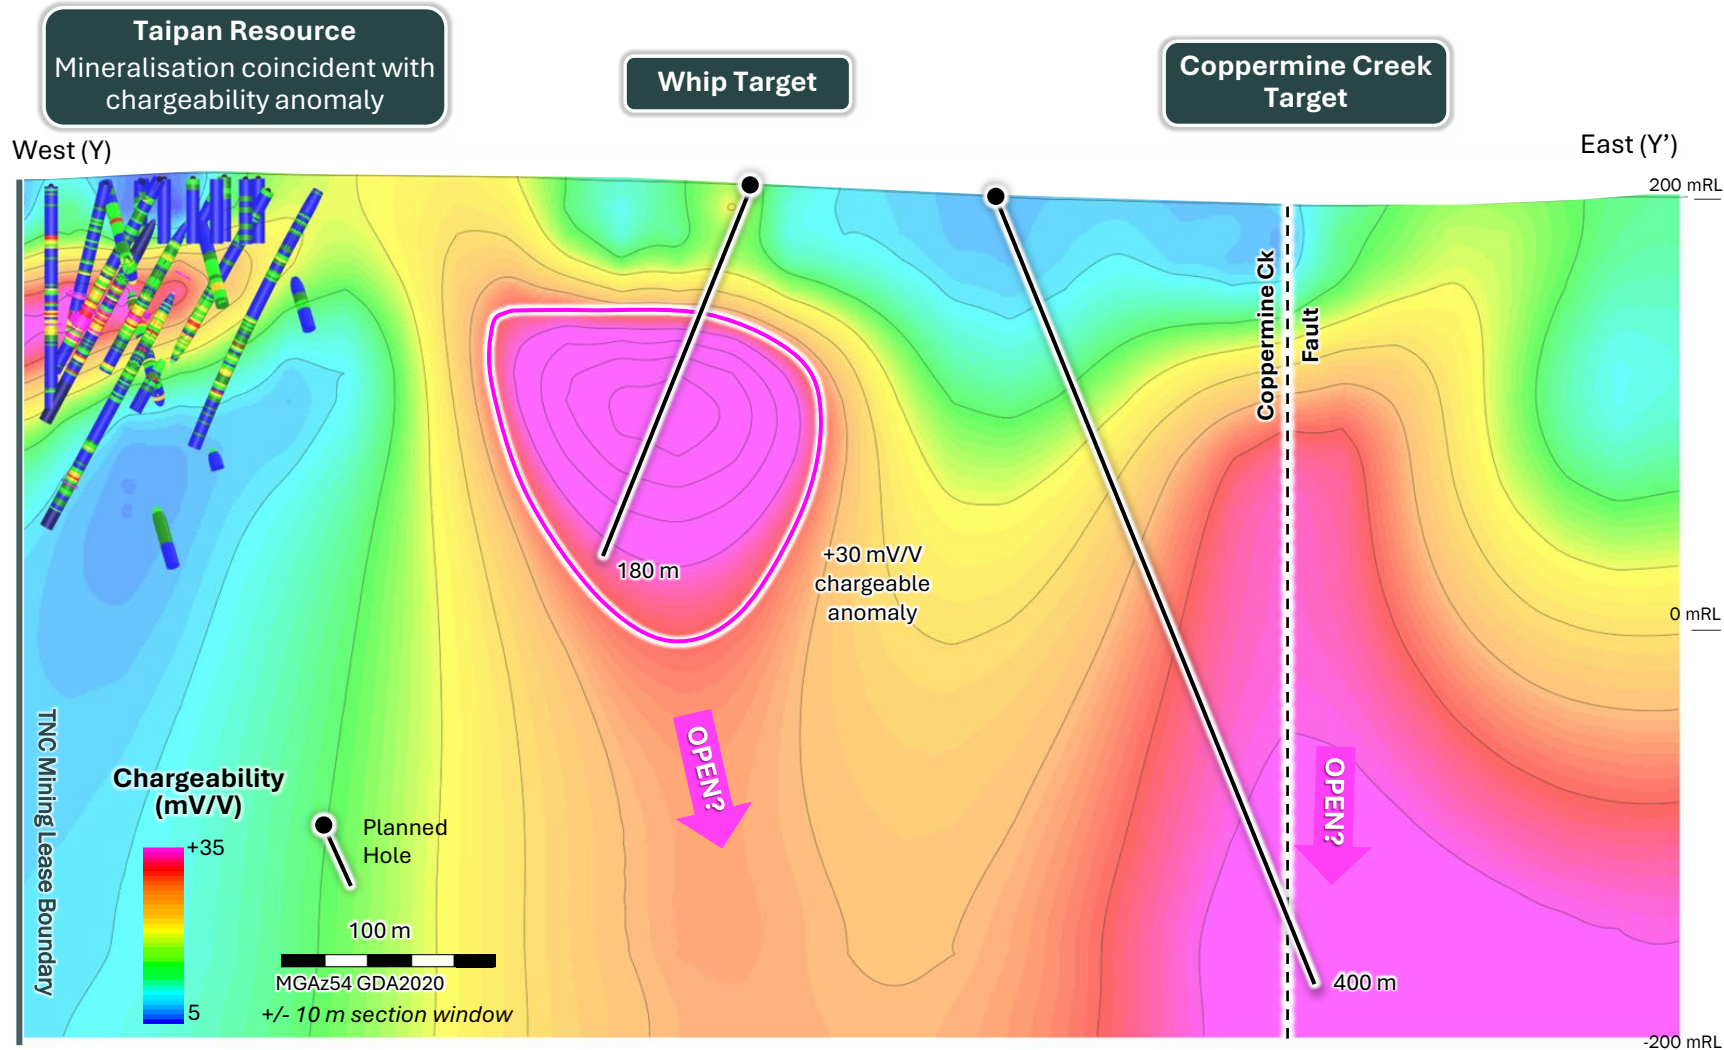 Taipan Resource
Mineralisation coincident with
chargeability anomaly
Whip Target
Coppermine Creek
Target
West (Y)
East (Y’)
200 mRL
Coppermine Ck
Fault
180 m
+30 mV/V
chargeable
anomaly
0 mRL
OPEN?
OPEN?
TNC Mining Lease Boundary
Chargeability
(mV/V)
+35
5
Planned
Hole
100 m
MGAz54 GDA2020
+/- 10 m section window
400 m
-200 mRL